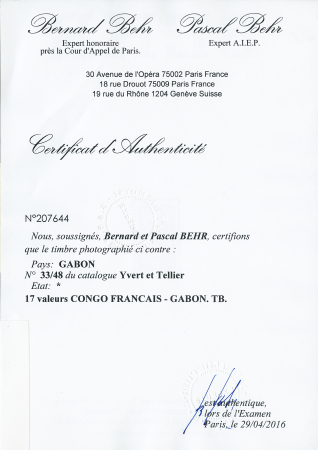 Bernard Behr Pascal Behr
Expert honoraire Expert A.I.E.P.
près la Cour d'Appel de Paris.
30 Avenue de l'Opéra 75002 Paris France
18 rue Drouot 75009 Paris France
19 rue du Rhône 1204 Genève Suisse
Certificat d'Authenticité
N°207644
Nous, soussignés, Bernard et Pascal BEHR, certifions
que le timbre photographié ci contre :
Pays: GABON
N° 33/48 du catalogue Yvert et Tellier
Etat: *
17 valeurs CONGO FRANCAIS - GABON. TB.
est authentique,
lors de l'Examen
Paris, le 29/04/2016